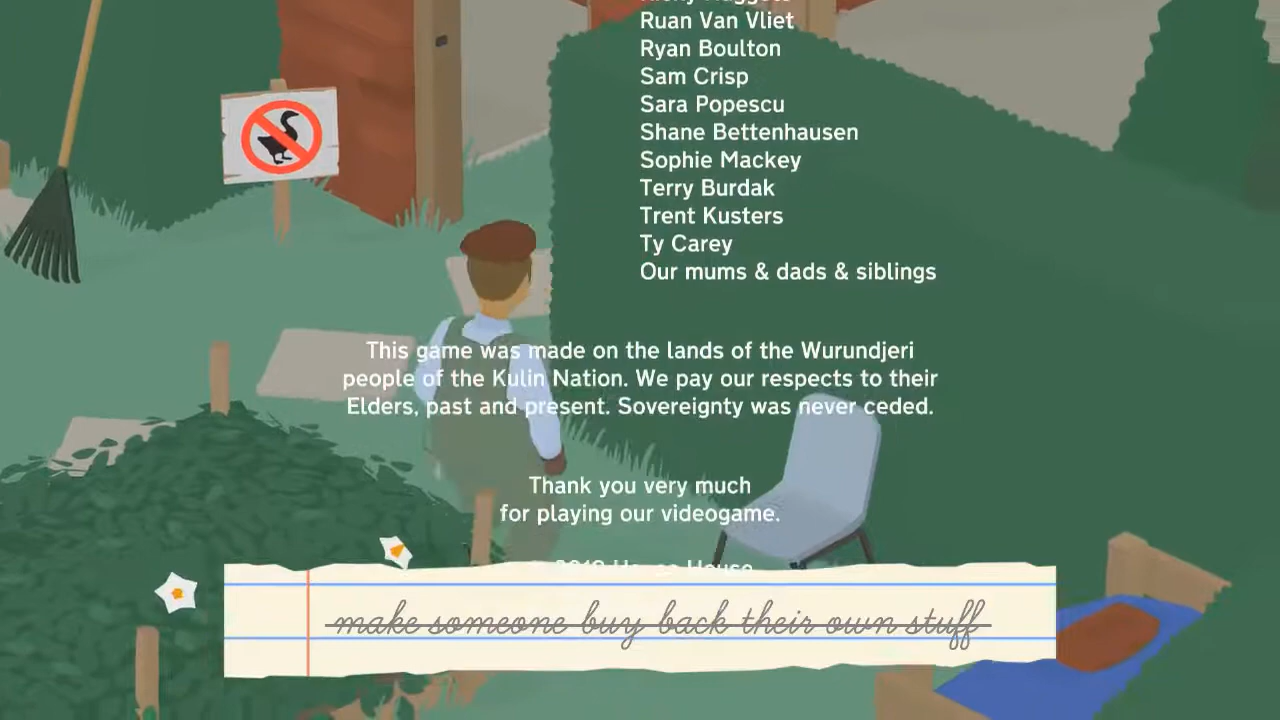 Ruan Van Vliet
Ryan Boulton
Sam Crisp
Sara Popescu
Shane Bettenhausen
Sophie Mackey
Terry Burdak
Trent Kusters
Ty Carey
Our mums & dads & siblings
This game was made on the lands of the Wurundjeri
people of the Kulin Nation. We pay our respects to their
Elders, past and present. Sovereignty was never ceded.
Thank you very much
for playing our videogame.
make someone buy back their own stuff